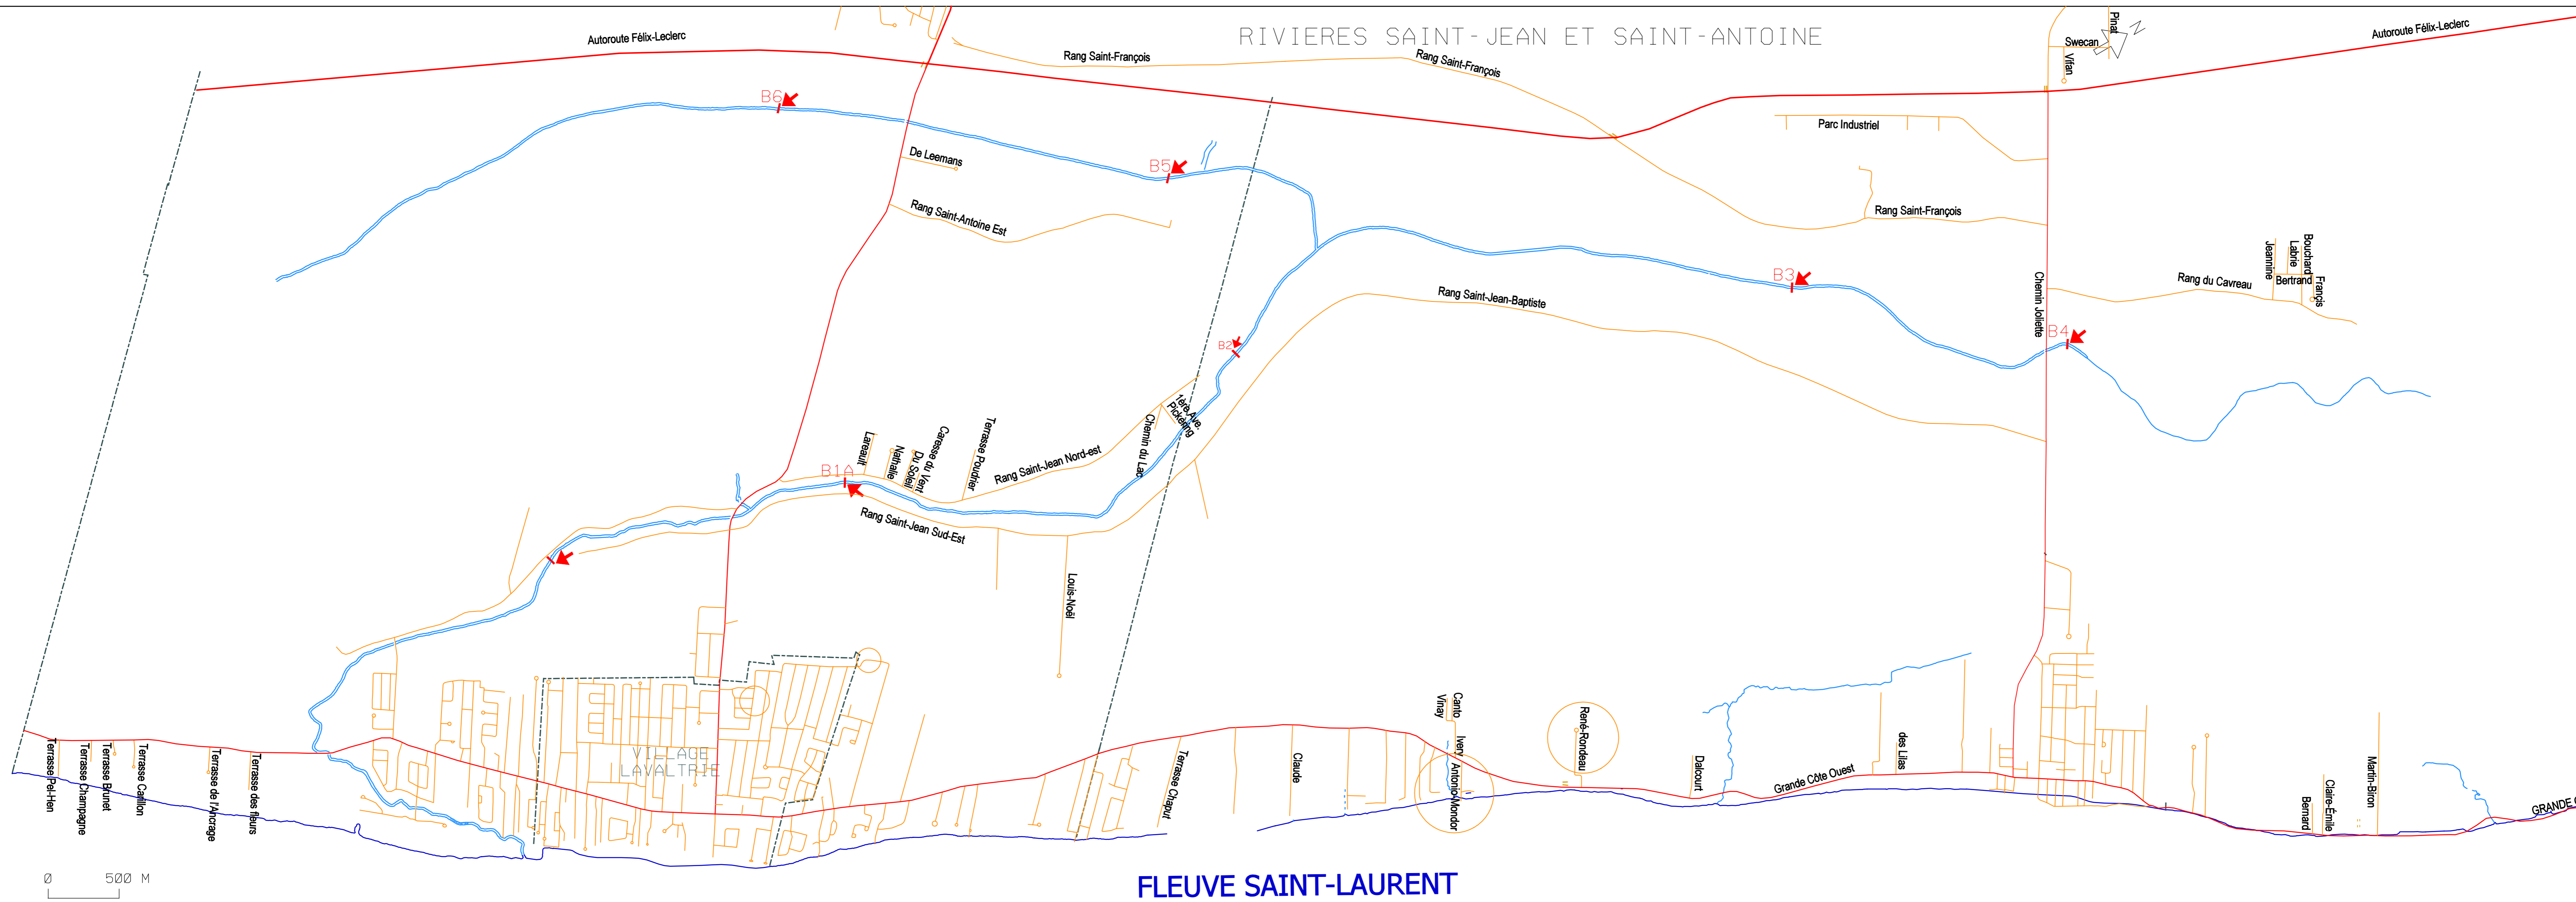 RIVIERES SAINT-JEAN ET SAINT-ANTOINE
Autoroute Félix-Leclerc
Rang Saint-François
Rang Saint-François
Pinat
N
Swecan
Vifan
Autoroute Félix-Leclerc
B6
Parc Industriel
De Leemans
B5
Rang Saint-Antoine Est
Rang Saint-François
Jeannine
Labrie
Bouchard
Bertrand
Francis
Rang du Cavreau
B3
Chemin Joliette
Rang Saint-Jean-Baptiste
B4
B2
1ère Ave.
Pickering
Chemin du Lac
Lareault
Nathalie
Du Soleil
Caresse du Vent
Terrasse Poudrier
Rang Saint-Jean Nord-est
B1A
Rang Saint-Jean Sud-Est
Louis-Noël
VILLAGE
LAVALTRIE
Terrasse Pel-Hen
Terrasse Champagne
Terrasse Brunet
Terrasse Carillon
Terrasse de l'Ancrage
Terrasse des fleurs
Terrasse Chaput
Claude
Vinay
Canto
Ivery
Antonio-Mondor
René-Rondeau
Dalcourt
Grande Côte Ouest
des Lilas
Bernard
Claire-Émile
Martin-Biron
GRANDE
0 500 M
FLEUVE SAINT-LAURENT